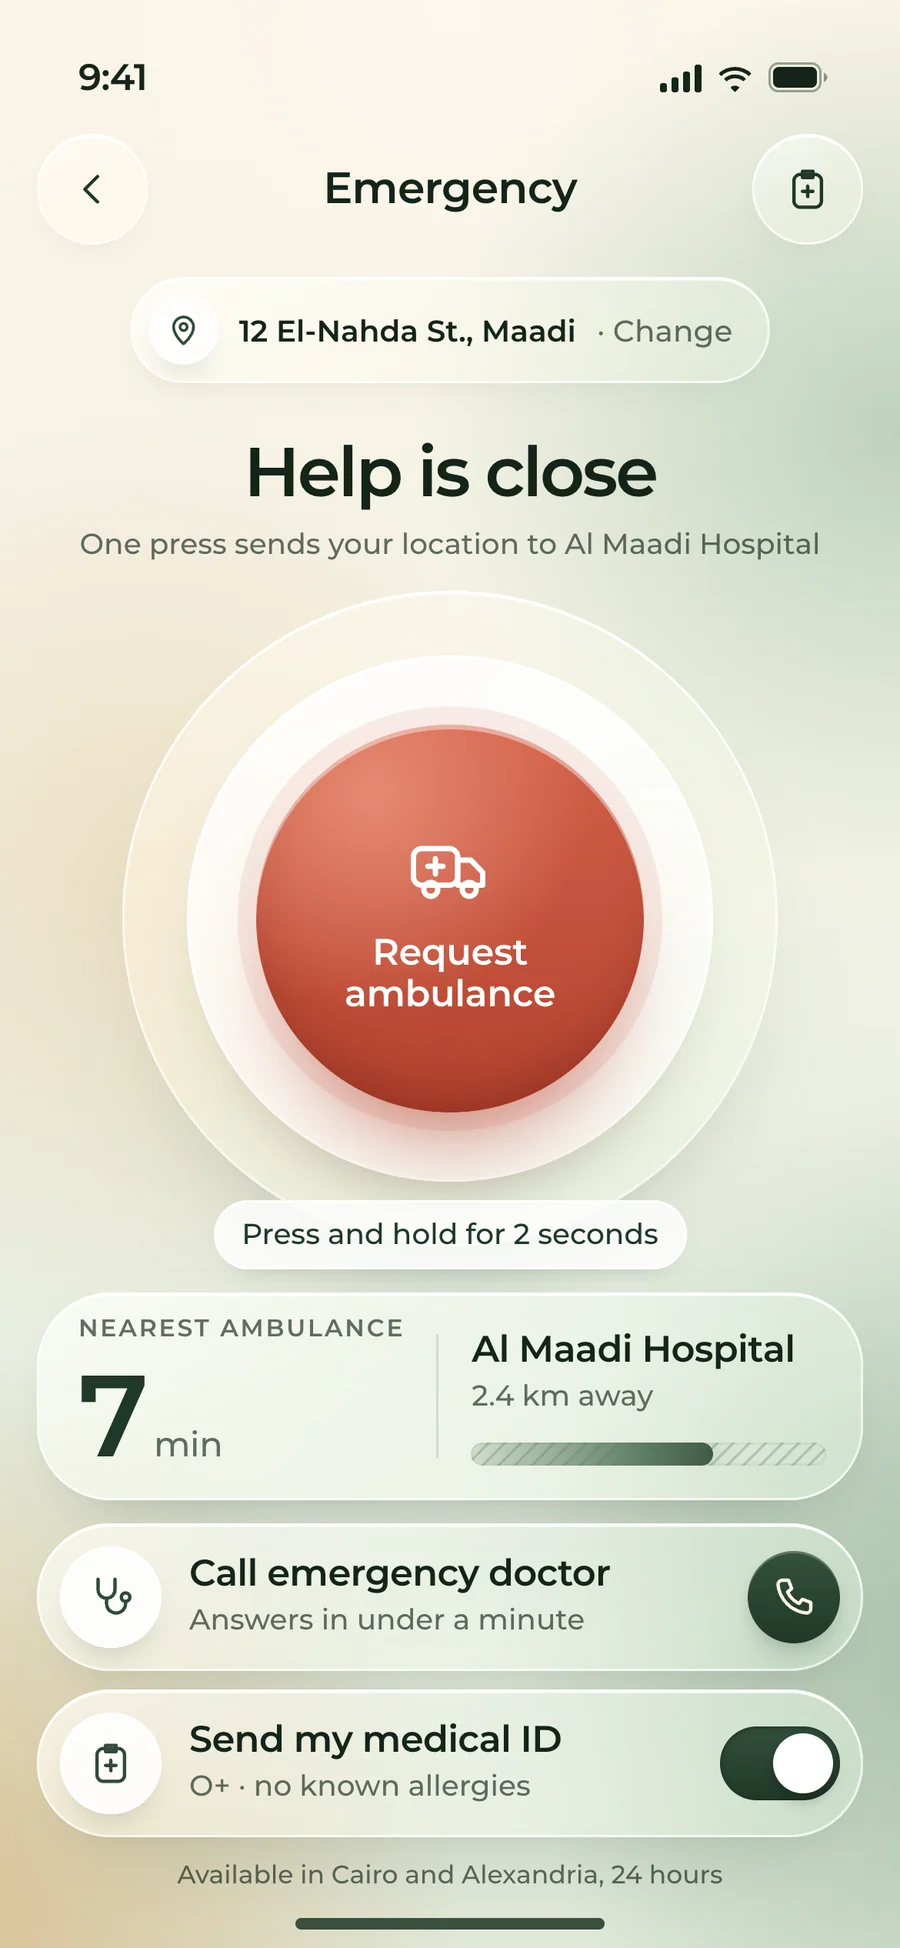 9:41
Emergency
12 El-Nahda St., Maadi · Change
Help is close
One press sends your location to Al Maadi Hospital
Request
ambulance
Press and hold for 2 seconds
NEAREST AMBULANCE
7 min
Al Maadi Hospital
2.4 km away
Call emergency doctor
Answers in under a minute
Send my medical ID
O+ · no known allergies
Available in Cairo and Alexandria, 24 hours